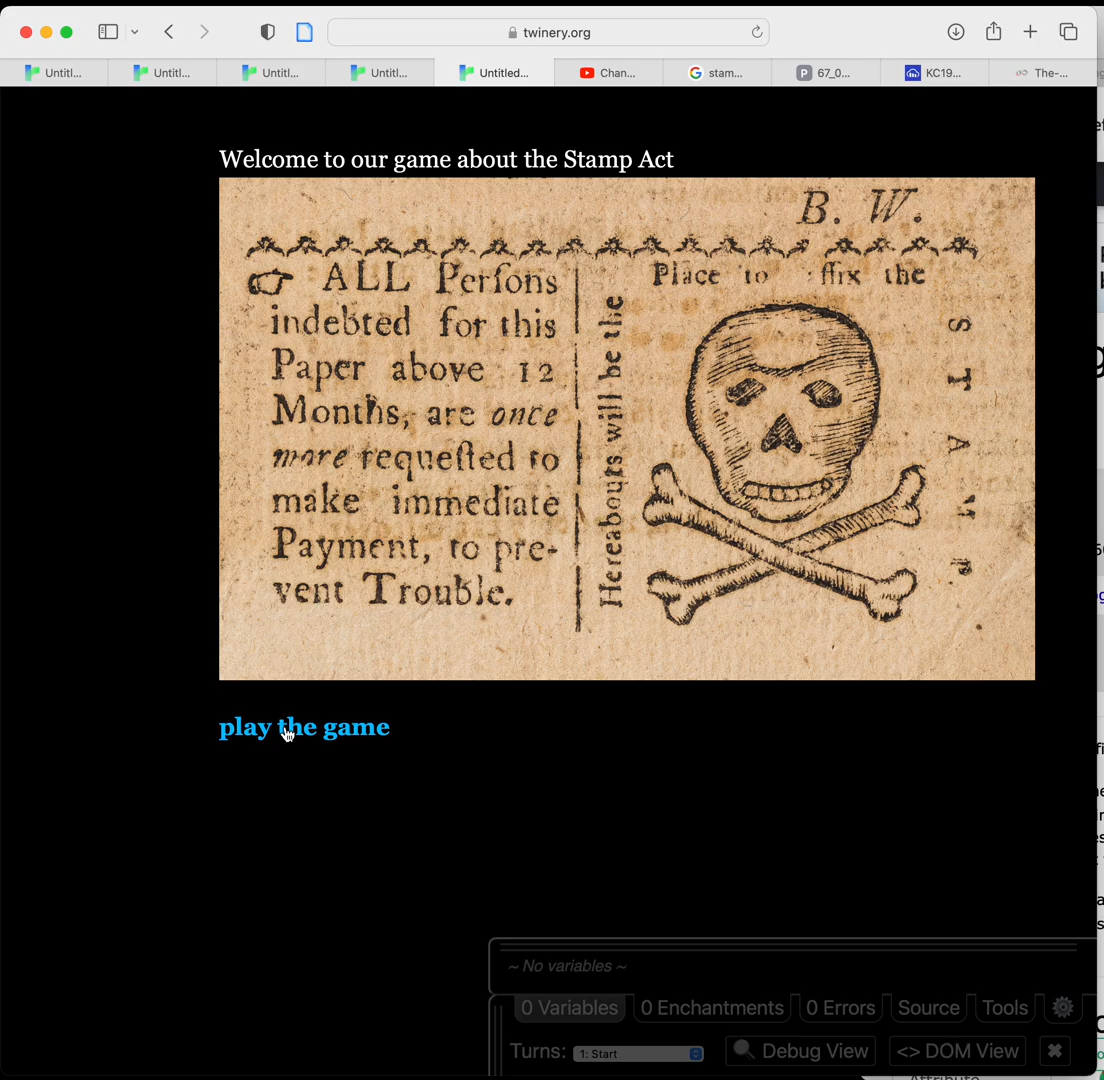 twinery.org
Untitl...
Untitl...
Untitl...
Untitl...
Untitled...
Chan...
stam...
67_0...
KC19...
The-...
Welcome to our game about the Stamp Act
B. W.
☞ ALL Perſons
indebted for this
Paper above 12
Months, are once
more requeſted to
make immediate
Payment, to pre-
vent Trouble.
Hereabouts will be the
Place to ffix the
S T A M P.
play the game
~ No variables ~
0 Variables
0 Enchantments
0 Errors
Source
Tools
Turns:
1: Start
Debug View
<> DOM View